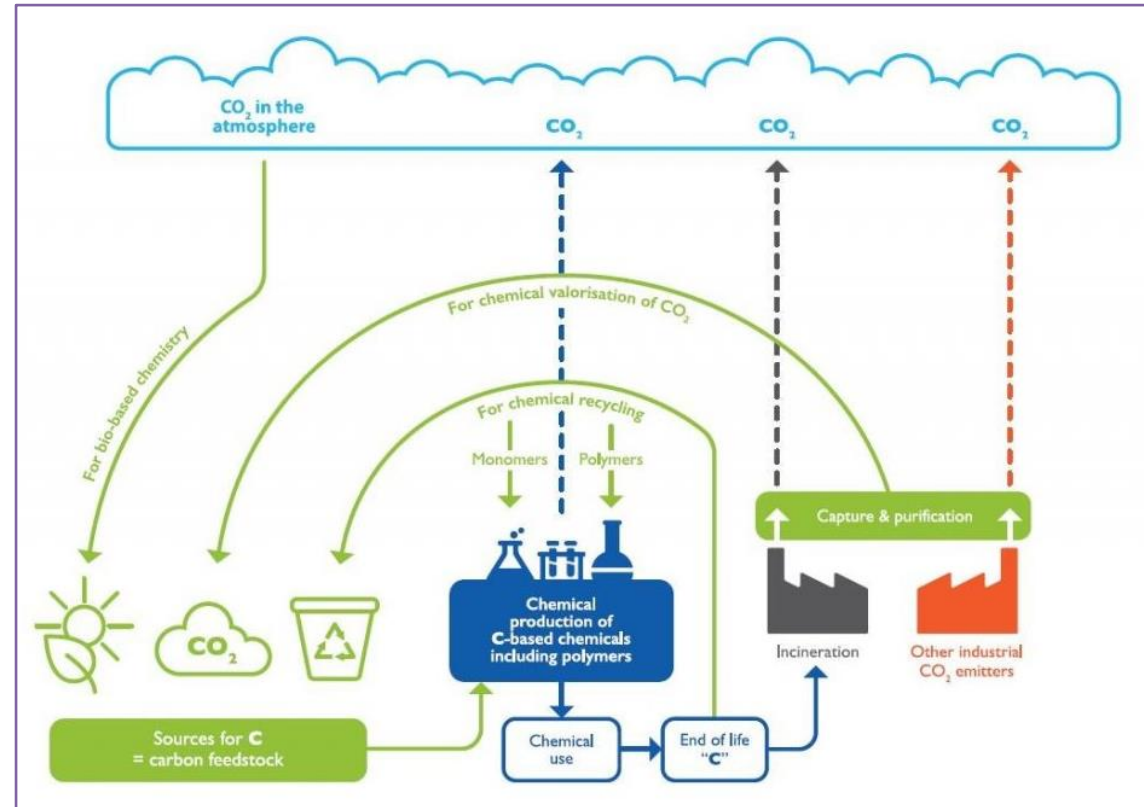 CO₂ in the
atmosphere
CO₂
CO₂
CO₂
For bio-based chemistry
For chemical valorisation of CO₂
For chemical recycling
Monomers
Polymers
Capture & purification
CO₂
Chemical
production of
C-based chemicals
including polymers
Incineration
Other industrial
CO₂ emitters
Sources for C
= carbon feedstock
Chemical
use
End of life
“C”